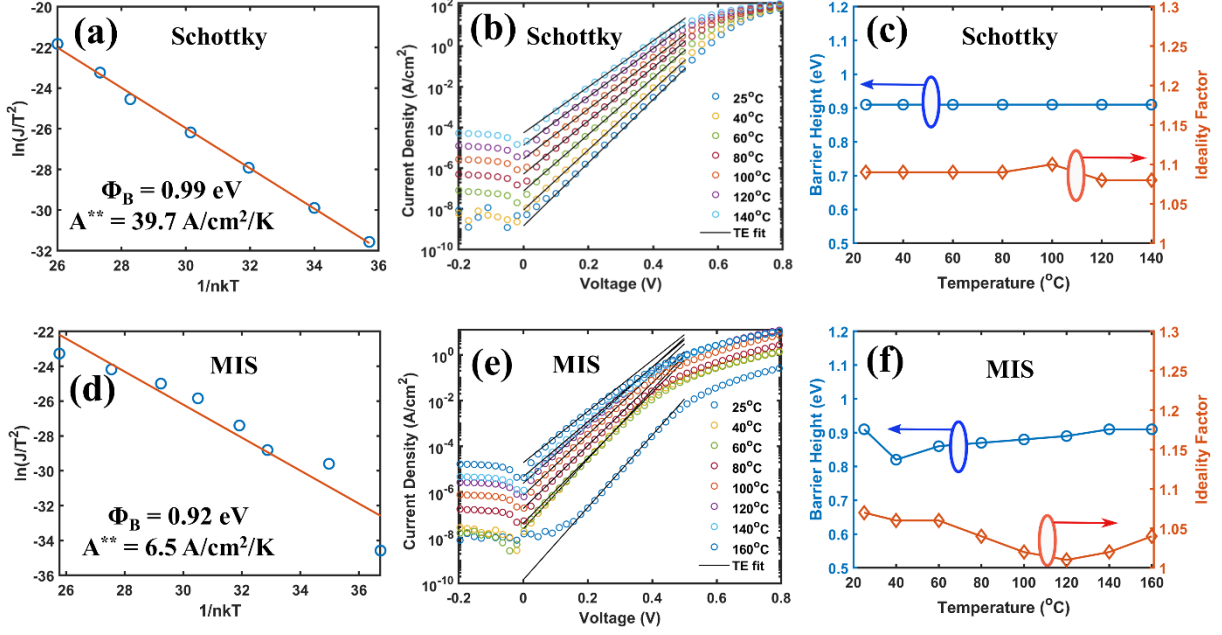 (a)
Schottky
ln(J/T²)
-22
-24
-26
-28
-30
-32
Φ_B = 0.99 eV
A** = 39.7 A/cm²/K
26
28
30
32
34
36
1/nkT
(b)
Schottky
Current Density (A/cm²)
10²
10⁰
10⁻²
10⁻⁴
10⁻⁶
10⁻⁸
10⁻¹⁰
25°C
40°C
60°C
80°C
100°C
120°C
140°C
TE fit
-0.2
0
0.2
0.4
0.6
0.8
Voltage (V)
(c)
Schottky
Barrier Height (eV)
1.2
1.1
1
0.9
0.8
0.7
0.6
0.5
1.3
1.25
1.2
1.15
1.1
1.05
1
Ideality Factor
20
40
60
80
100
120
140
Temperature (°C)
(d)
MIS
ln(J/T²)
-22
-24
-26
-28
-30
-32
-34
-36
Φ_B = 0.92 eV
A** = 6.5 A/cm²/K
26
28
30
32
34
36
1/nkT
(e)
MIS
Current Density (A/cm²)
10⁰
10⁻²
10⁻⁴
10⁻⁶
10⁻⁸
10⁻¹⁰
25°C
40°C
60°C
80°C
100°C
120°C
140°C
160°C
TE fit
-0.2
0
0.2
0.4
0.6
0.8
Voltage (V)
(f)
MIS
Barrier Height (eV)
1.2
1.1
1
0.9
0.8
0.7
0.6
0.5
1.3
1.25
1.2
1.15
1.1
1.05
1
Ideality Factor
20
40
60
80
100
120
140
160
Temperature (°C)